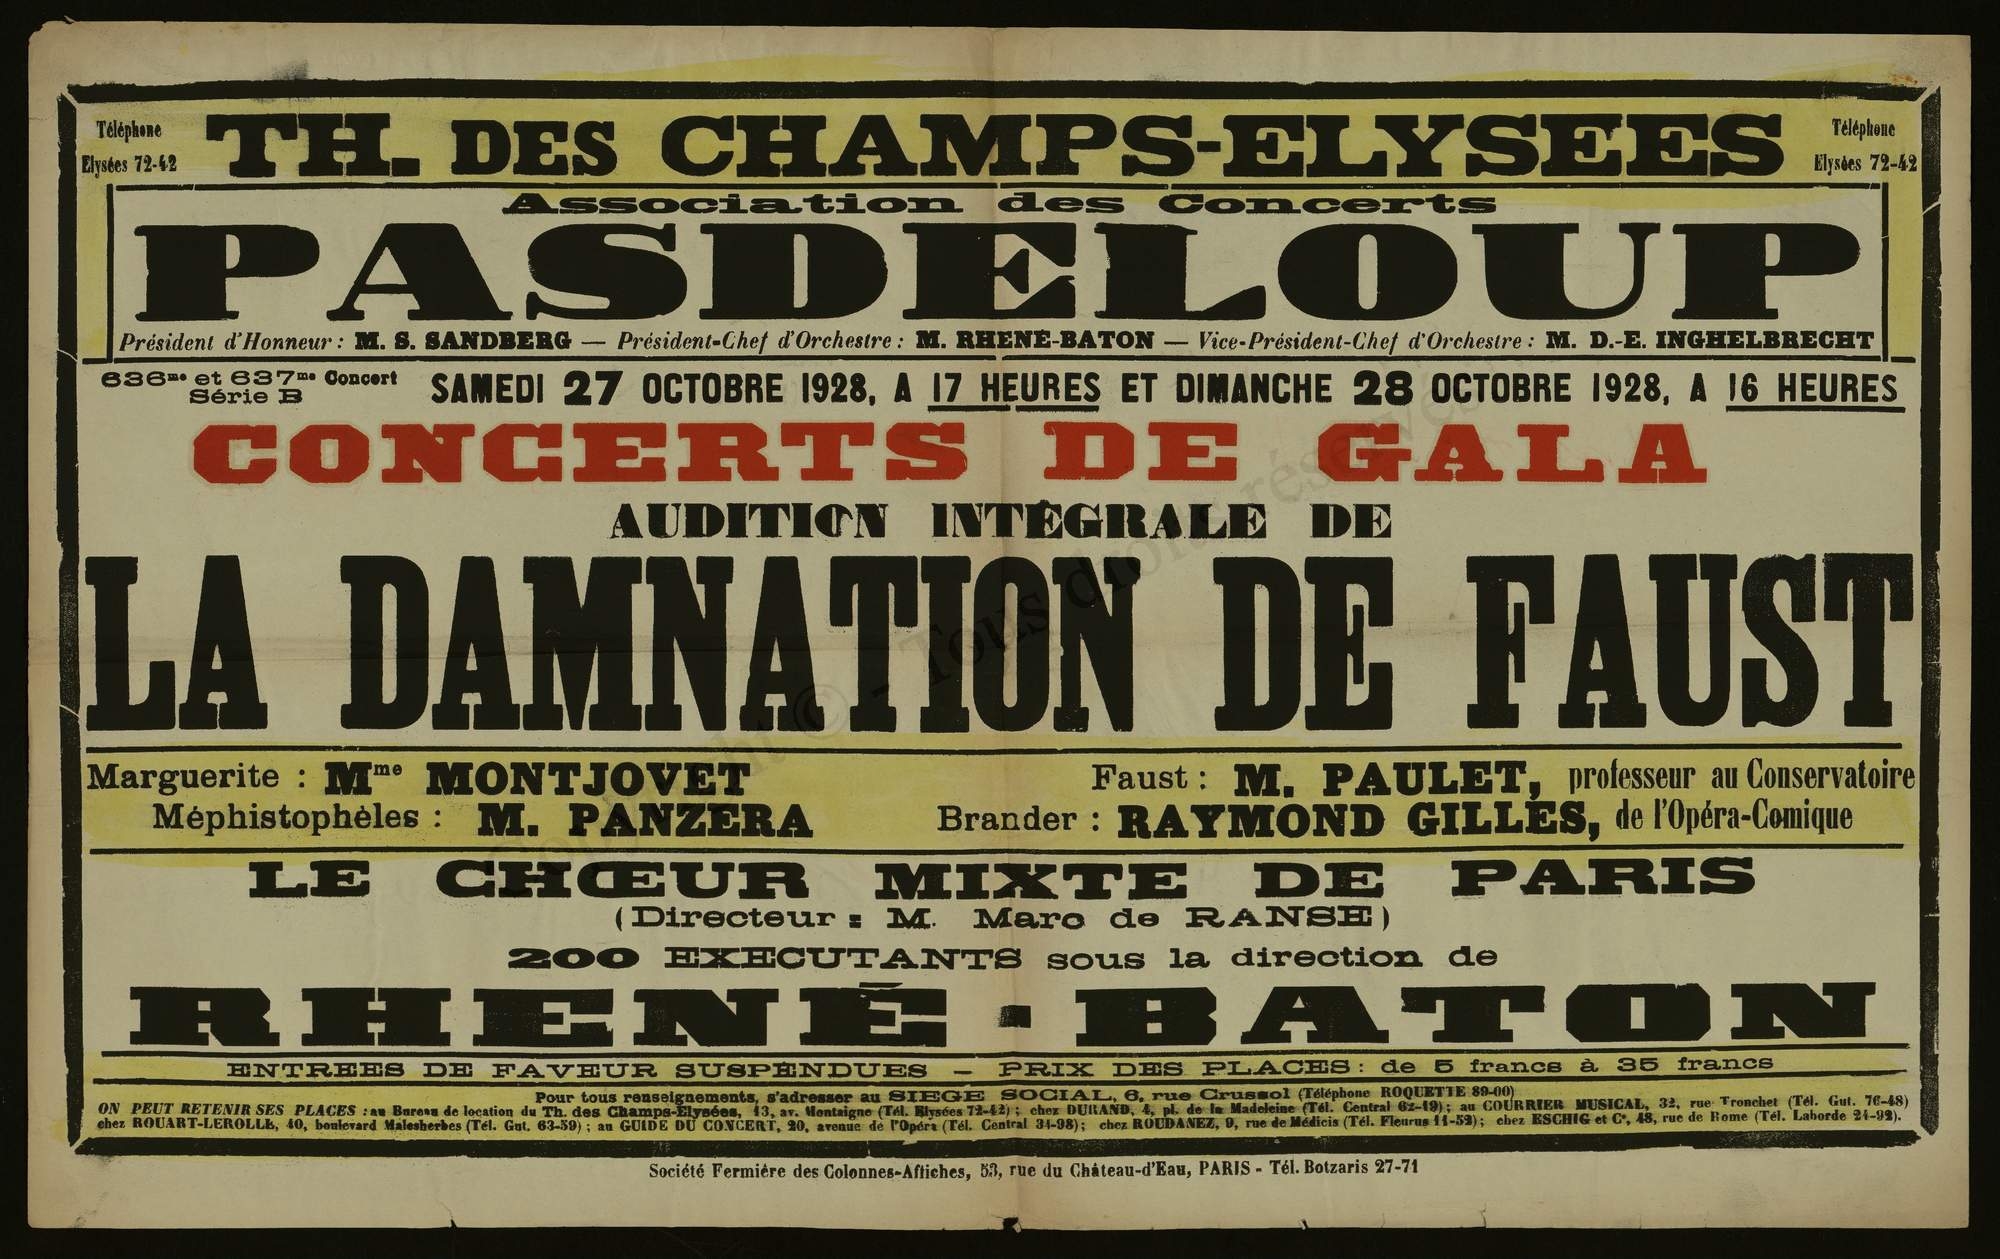 TH. DES CHAMPS-ELYSEES
Téléphone
Elysées 72-42
Téléphone
Elysées 72-42
Association des Concerts
PASDELOUP
Président d'Honneur : M. S. SANDBERG — Président-Chef d'Orchestre : M. RHENÉ-BATON — Vice-Président-Chef d'Orchestre : M. D.-E. INGHELBRECHT
636me et 637me Concert
Série B
SAMEDI 27 OCTOBRE 1928, A 17 HEURES ET DIMANCHE 28 OCTOBRE 1928, A 16 HEURES
CONCERTS DE GALA
AUDITION INTÉGRALE DE
LA DAMNATION DE FAUST
Marguerite : Mme MONTJOVET Faust : M. PAULET, professeur au Conservatoire
Méphistophèles : M. PANZERA Brander : RAYMOND GILLES, de l'Opéra-Comique
LE CHŒUR MIXTE DE PARIS
(Directeur : M. Marc de RANSE)
200 EXECUTANTS sous la direction de
RHENÉ-BATON
ENTREES DE FAVEUR SUSPENDUES - PRIX DES PLACES : de 5 francs à 35 francs
Pour tous renseignements, s'adresser au SIEGE SOCIAL, 6, rue Crussol (Téléphone ROQUETTE 89-00)
ON PEUT RETENIR SES PLACES : au Bureau de location du Th. des Champs-Elysées, 13, av. Montaigne (Tél. Elysées 72-42) ; chez DURAND, 4, pl. de la Madeleine (Tél. Central 62-19) ; au COURRIER MUSICAL, 32, rue Tronchet (Tél. Gut. 76-48)
chez ROUART-LEROLLE, 40, boulevard Malesherbes (Tél. Gut. 63-59) ; au GUIDE DU CONCERT, 20, avenue de l'Opéra (Tél. Central 31-98) ; chez ROUDANEZ, 9, rue de Médicis (Tél. Fleurus 11-52) ; chez ESCHIG et Ce, 48, rue de Rome (Tél. Laborde 24-92).
Société Fermière des Colonnes-Affiches, 53, rue du Château-d'Eau, PARIS - Tél. Botzaris 27-71
Copyright © - Tous droits réservés